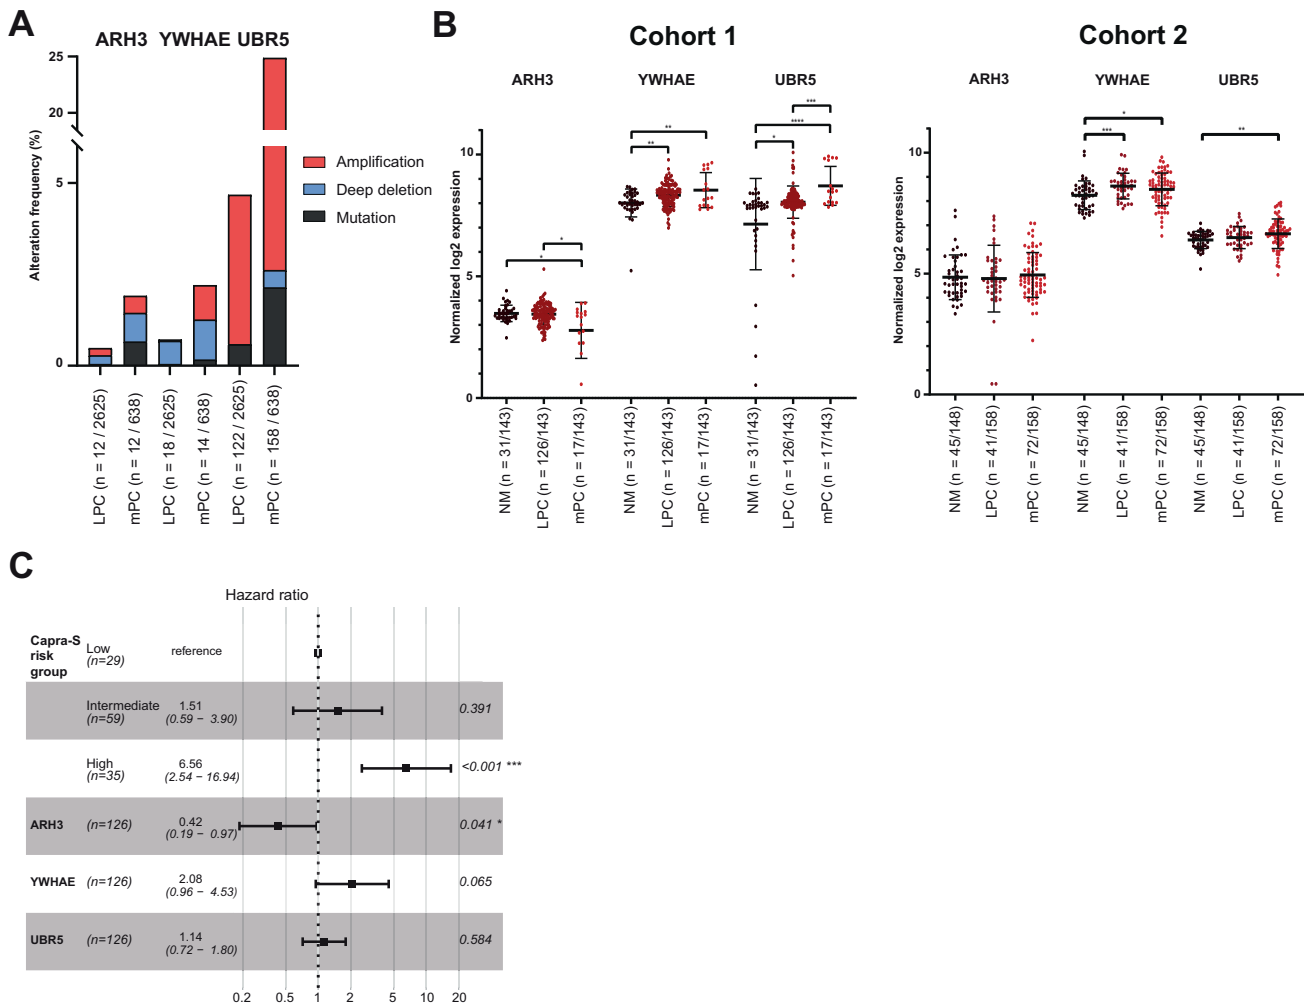 A
ARH3 YWHAE UBR5
25
20
5
0
Alteration frequency (%)
Amplification
Deep deletion
Mutation
LPC (n = 12 / 2625)
mPC (n = 12 / 638)
LPC (n = 18 / 2625)
mPC (n = 14 / 638)
LPC (n = 122 / 2625)
mPC (n = 158 / 638)
B
Cohort 1
ARH3 YWHAE UBR5
10
5
0
Normalized log2 expression
* * ** ** * **** ***
NM (n = 31/143)
LPC (n = 126/143)
mPC (n = 17/143)
NM (n = 31/143)
LPC (n = 126/143)
mPC (n = 17/143)
NM (n = 31/143)
LPC (n = 126/143)
mPC (n = 17/143)
Cohort 2
ARH3 YWHAE UBR5
10
5
0
Normalized log2 expression
*** * **
NM (n = 45/148)
LPC (n = 41/158)
mPC (n = 72/158)
NM (n = 45/148)
LPC (n = 41/158)
mPC (n = 72/158)
NM (n = 45/148)
LPC (n = 41/158)
mPC (n = 72/158)
C
Hazard ratio
Capra-S
risk
group
Low
(n=29)
reference
Intermediate
(n=59)
1.51
(0.59 – 3.90)
0.391
High
(n=35)
6.56
(2.54 – 16.94)
<0.001 ***
ARH3 (n=126)
0.42
(0.19 – 0.97)
0.041 *
YWHAE (n=126)
2.08
(0.96 – 4.53)
0.065
UBR5 (n=126)
1.14
(0.72 – 1.80)
0.584
0.2 0.5 1 2 5 10 20